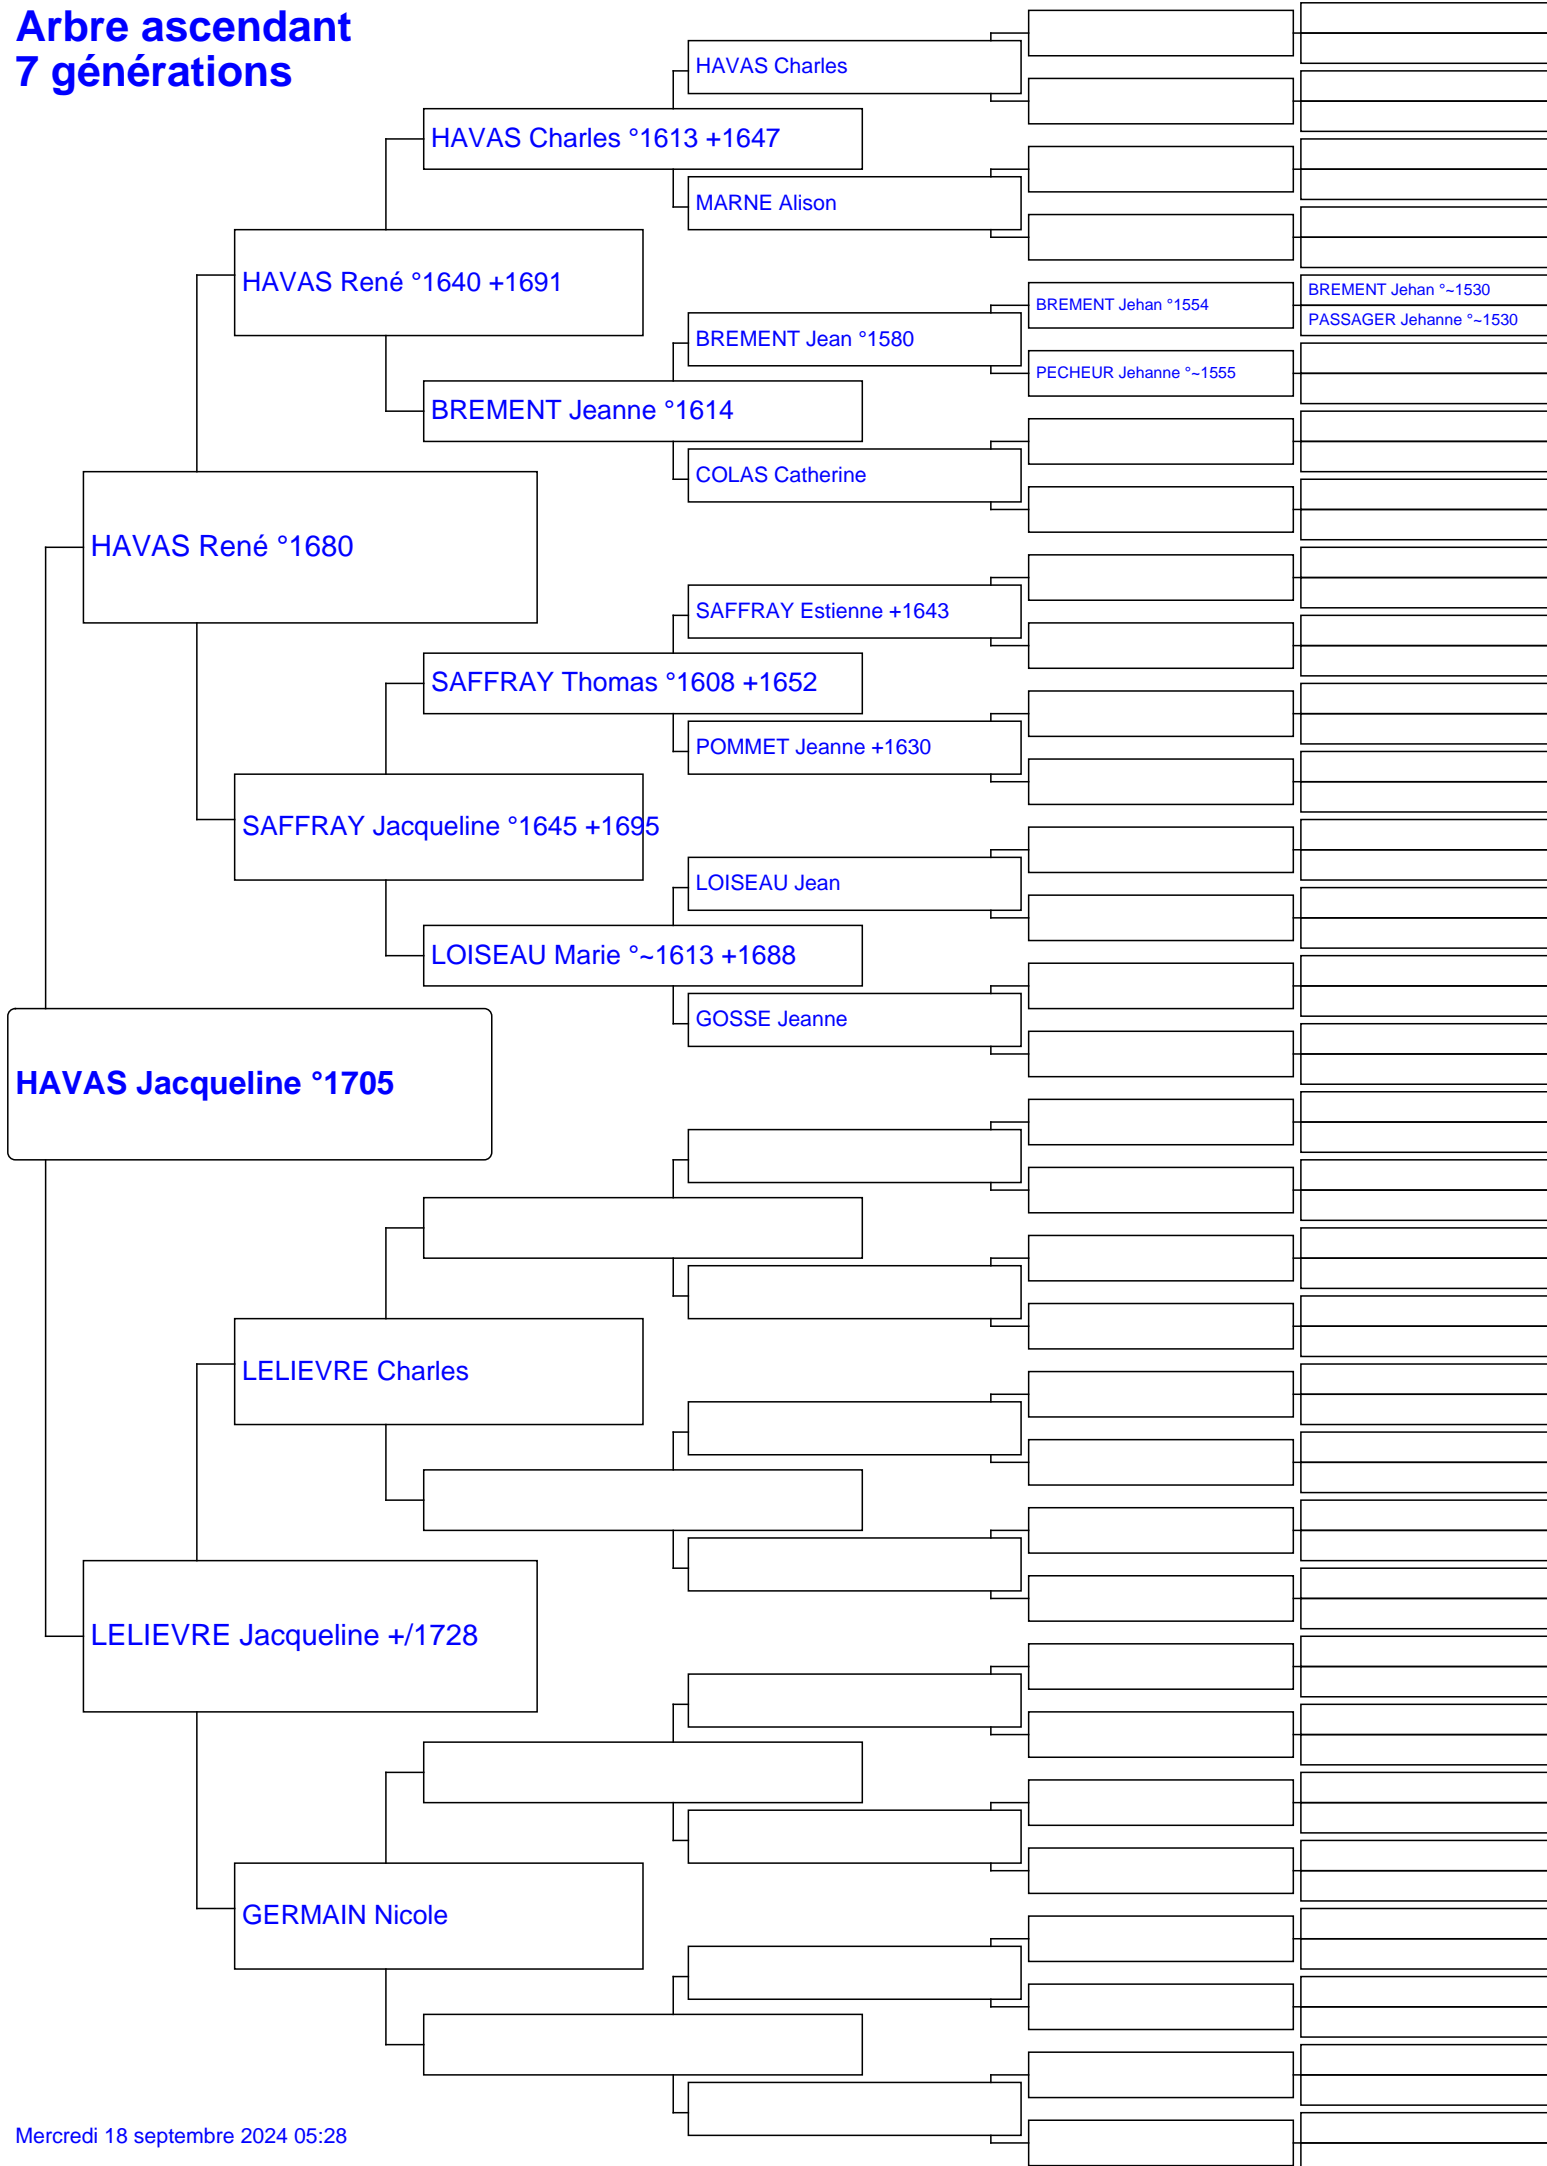 Arbre ascendant
7 générations
HAVAS Charles
HAVAS Charles °1613 +1647
MARNE Alison
HAVAS René °1640 +1691
BREMENT Jehan °~1530
BREMENT Jehan °1554
PASSAGER Jehanne °~1530
BREMENT Jean °1580
PECHEUR Jehanne °~1555
BREMENT Jeanne °1614
COLAS Catherine
HAVAS René °1680
SAFFRAY Estienne +1643
SAFFRAY Thomas °1608 +1652
POMMET Jeanne +1630
SAFFRAY Jacqueline °1645 +1695
LOISEAU Jean
LOISEAU Marie °~1613 +1688
GOSSE Jeanne
HAVAS Jacqueline °1705
LELIEVRE Charles
LELIEVRE Jacqueline +/1728
GERMAIN Nicole
Mercredi 18 septembre 2024 05:28